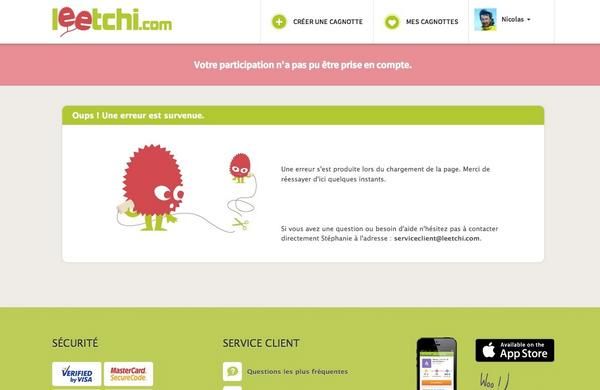 leetchi.com
CRÉER UNE CAGNOTTE
MES CAGNOTTES
Nicolas
Votre participation n'a pas pu être prise en compte.
Oups ! Une erreur est survenue.
Une erreur s'est produite lors du chargement de la page. Merci de
réessayer d'ici quelques instants.
Si vous avez une question ou besoin d'aide n'hésitez pas à contacter
directement Stéphanie à l'adresse : serviceclient@leetchi.com.
SÉCURITÉ
SERVICE CLIENT
VERIFIED
by VISA
MasterCard.
SecureCode.
Questions les plus fréquentes
Available on the
App Store
Woo !!